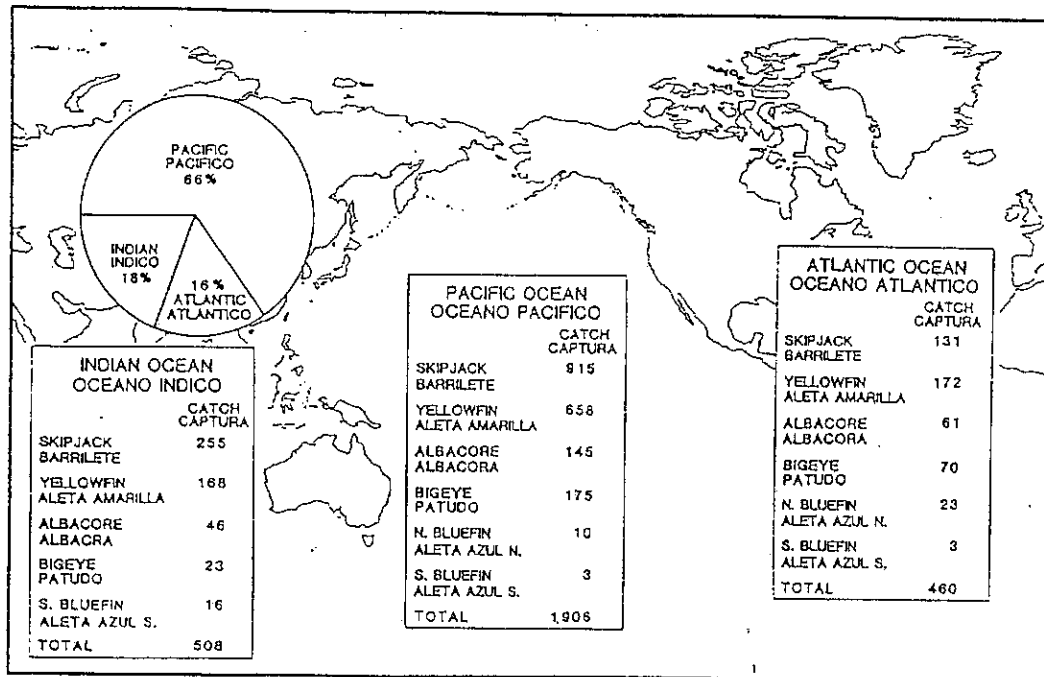 PACIFIC
PACIFICO
66%
INDIAN
INDICO
18%
16%
ATLANTIC
ATLANTICO
INDIAN OCEAN
OCEANO INDICO
CATCH
CAPTURA
SKIPJACK 255
BARRILETE
YELLOWFIN 168
ALETA AMARILLA
ALBACORE 46
ALBACRA
BIGEYE 23
PATUDO
S. BLUEFIN 16
ALETA AZUL S.
TOTAL 508
PACIFIC OCEAN
OCEANO PACIFICO
CATCH
CAPTURA
SKIPJACK 915
BARRILETE
YELLOWFIN 658
ALETA AMARILLA
ALBACORE 145
ALBACORA
BIGEYE 175
PATUDO
N. BLUEFIN 10
ALETA AZUL N.
S. BLUEFIN 3
ALETA AZUL S.
TOTAL 1,906
ATLANTIC OCEAN
OCEANO ATLANTICO
CATCH
CAPTURA
SKIPJACK 131
BARRILETE
YELLOWFIN 172
ALETA AMARILLA
ALBACORE 61
ALBACORA
BIGEYE 70
PATUDO
N. BLUEFIN 23
ALETA AZUL N.
S. BLUEFIN 3
ALETA AZUL S.
TOTAL 460